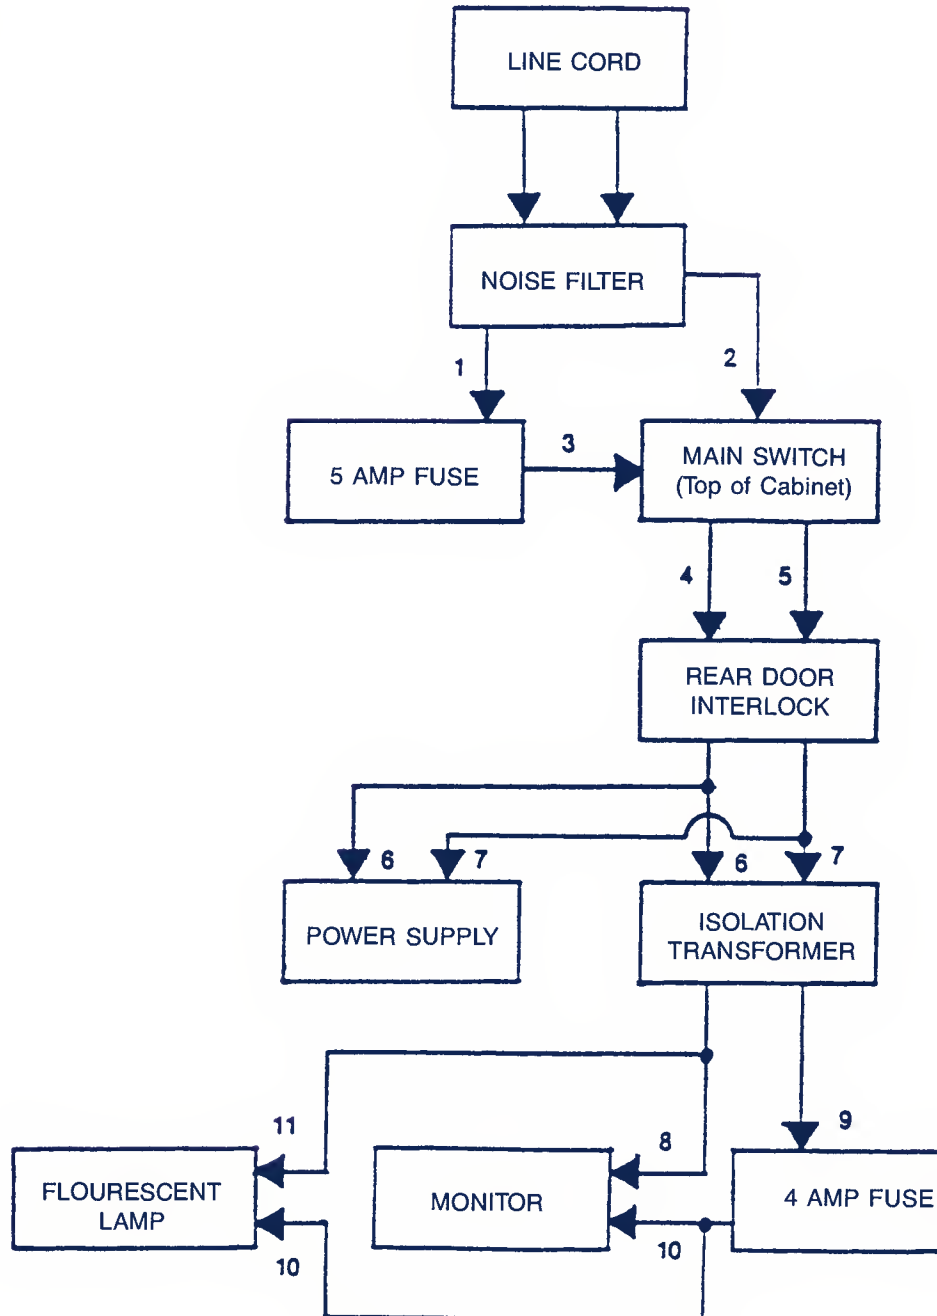 LINE CORD
NOISE FILTER
1
2
5 AMP FUSE
3
MAIN SWITCH
(Top of Cabinet)
4
5
REAR DOOR
INTERLOCK
6
7
6
7
POWER SUPPLY
ISOLATION
TRANSFORMER
11
8
9
FLOURESCENT
LAMP
MONITOR
4 AMP FUSE
10
10